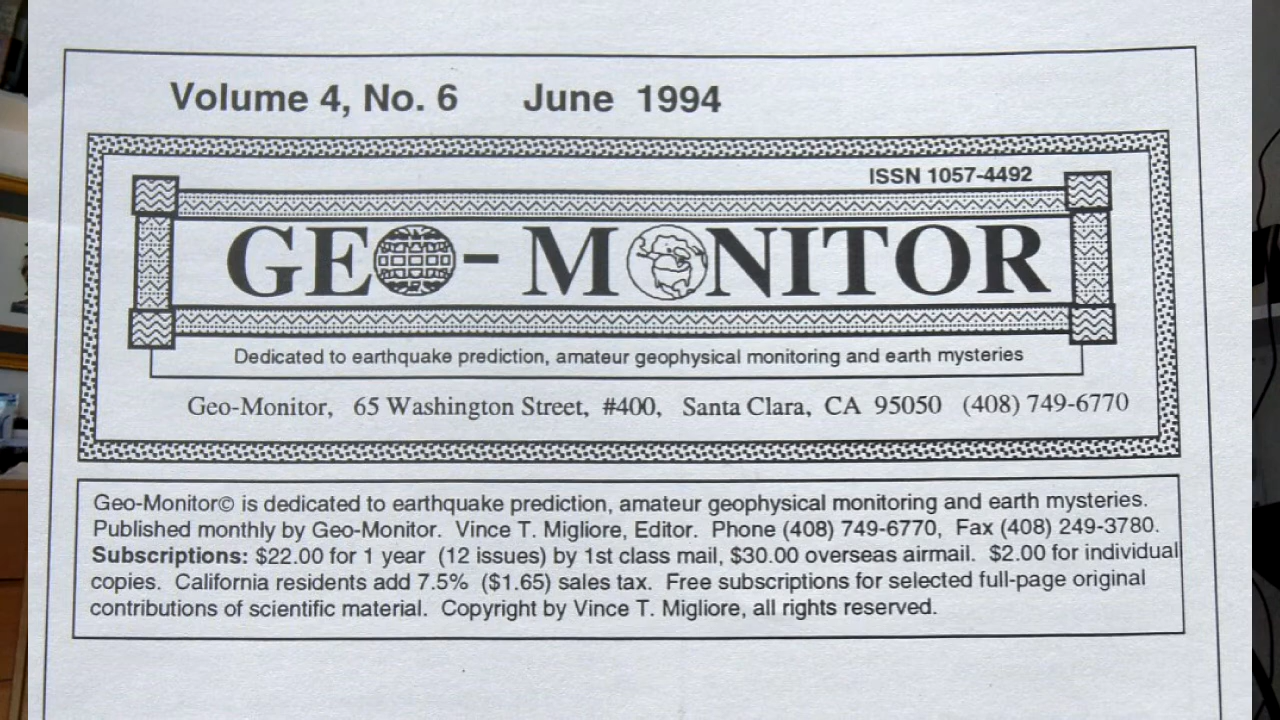 Volume 4, No. 6 June 1994
ISSN 1057-4492
GEO - MONITOR
Dedicated to earthquake prediction, amateur geophysical monitoring and earth mysteries
Geo-Monitor, 65 Washington Street, #400, Santa Clara, CA 95050 (408) 749-6770
Geo-Monitor© is dedicated to earthquake prediction, amateur geophysical monitoring and earth mysteries.
Published monthly by Geo-Monitor. Vince T. Migliore, Editor. Phone (408) 749-6770, Fax (408) 249-3780.
Subscriptions: $22.00 for 1 year (12 issues) by 1st class mail, $30.00 overseas airmail. $2.00 for individual
copies. California residents add 7.5% ($1.65) sales tax. Free subscriptions for selected full-page original
contributions of scientific material. Copyright by Vince T. Migliore, all rights reserved.